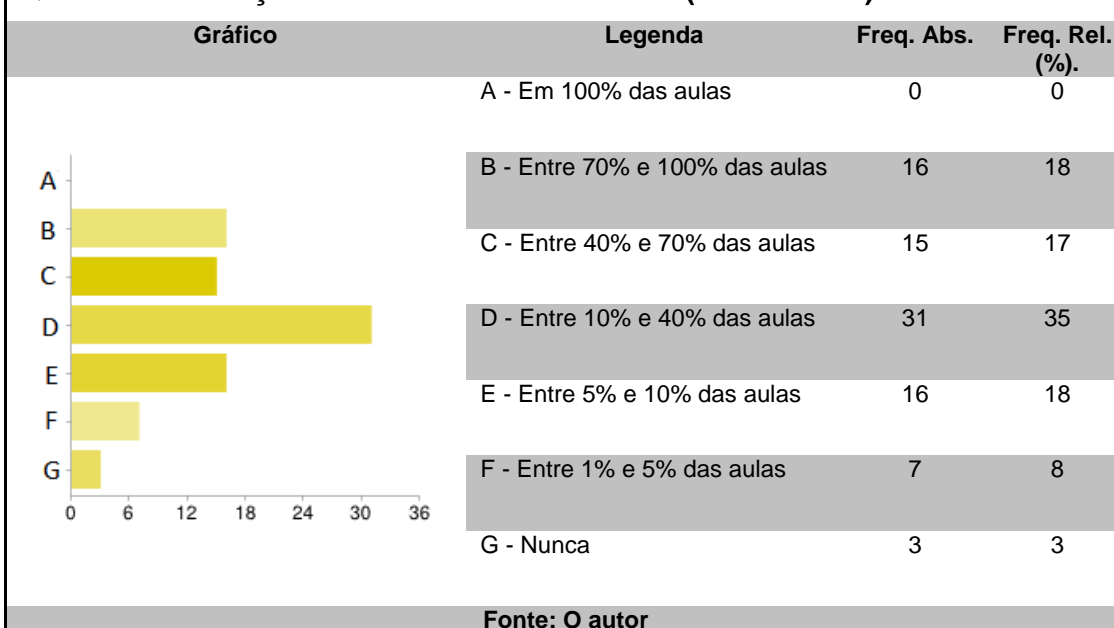 Gráfico Legenda Freq. Abs. Freq. Rel. (%).
A - Em 100% das aulas 0 0
B - Entre 70% e 100% das aulas 16 18
C - Entre 40% e 70% das aulas 15 17
D - Entre 10% e 40% das aulas 31 35
E - Entre 5% e 10% das aulas 16 18
F - Entre 1% e 5% das aulas 7 8
G - Nunca 3 3
A
B
C
D
E
F
G
0 6 12 18 24 30 36
Fonte: O autor